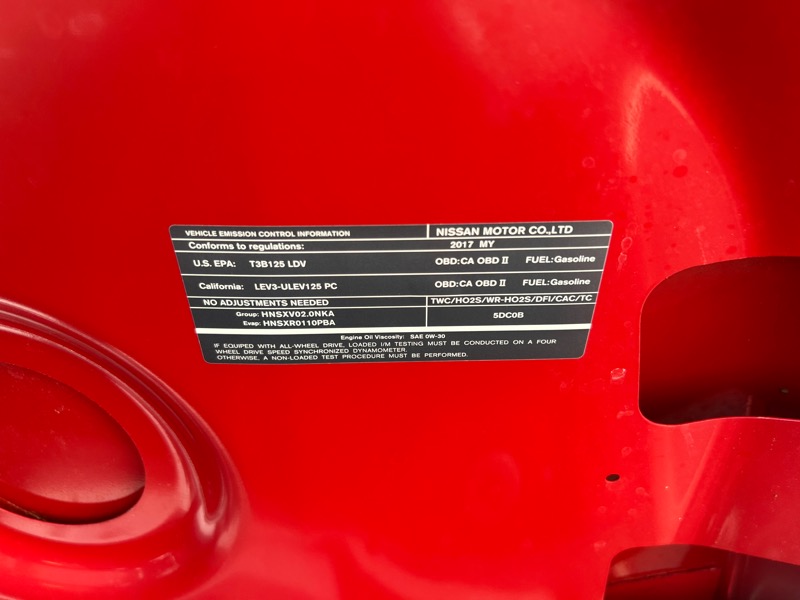 VEHICLE EMISSION CONTROL INFORMATION NISSAN MOTOR CO.,LTD
Conforms to regulations: 2017 MY
U.S. EPA: T3B125 LDV OBD:CA OBD II FUEL:Gasoline
California: LEV3-ULEV125 PC OBD:CA OBD II FUEL:Gasoline
NO ADJUSTMENTS NEEDED TWC/HO2S/WR-HO2S/DFI/CAC/TC
Group: HNSXV02.0NKA 5DC0B
Evap: HNSXR0110PBA
Engine Oil Viscosity: SAE 0W-30
IF EQUIPED WITH ALL-WHEEL DRIVE, LOADED I/M TESTING MUST BE CONDUCTED ON A FOUR
WHEEL DRIVE SPEED SYNCHRONIZED DYNAMOMETER.
OTHERWISE, A NON-LOADED TEST PROCEDURE MUST BE PERFORMED.